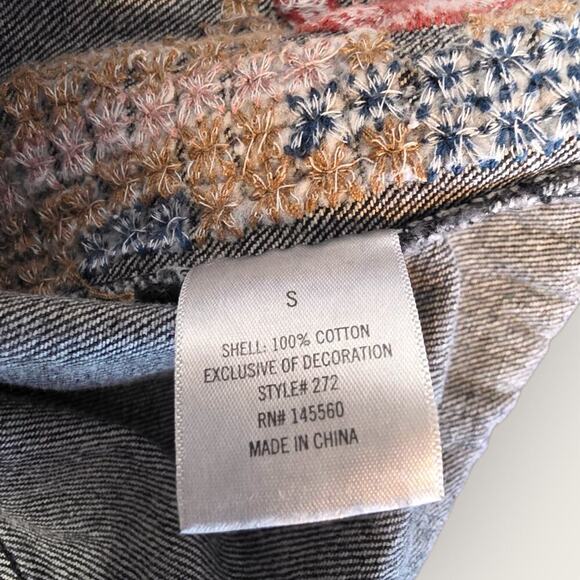 S
SHELL: 100% COTTON
EXCLUSIVE OF DECORATION
STYLE# 272
RN# 145560
MADE IN CHINA